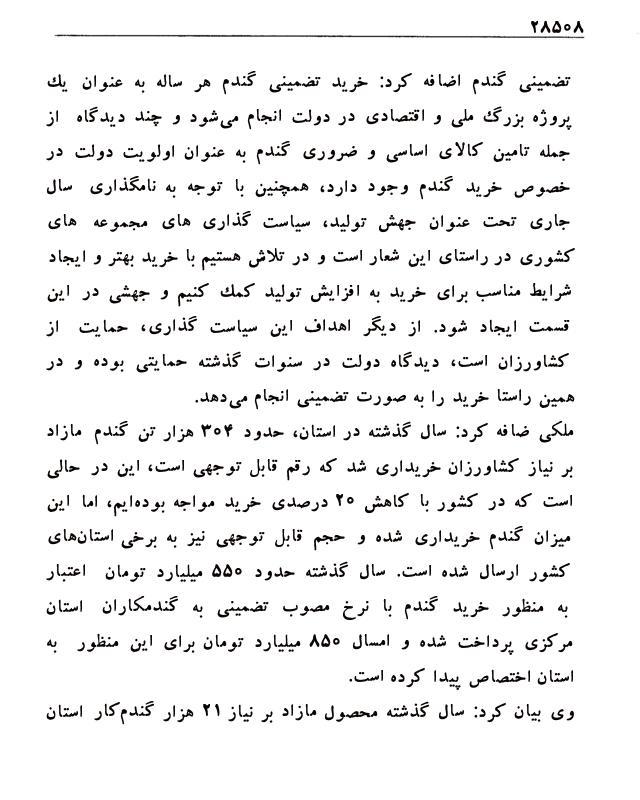 ۲۸۵۰۸
تضمینی گندم اضافه کرد: خرید تضمینی گندم هر ساله به عنوان یك
پروژه بزرگ ملی و اقتصادی در دولت انجام می‌شود و چند دیدگاه از
جمله تامین کالای اساسی و ضروری گندم به عنوان اولویت دولت در
خصوص خرید گندم وجود دارد، همچنین با توجه به نامگذاری سال
جاری تحت عنوان جهش تولید، سیاست گذاری های مجموعه های
کشوری در راستای این شعار است و در تلاش هستیم با خرید بهتر و ایجاد
شرایط مناسب برای خرید به افزایش تولید کمك کنیم و جهشی در این
قسمت ایجاد شود. از دیگر اهداف این سیاست گذاری، حمایت از
کشاورزان است، دیدگاه دولت در سنوات گذشته حمایتی بوده و در
همین راستا خرید را به صورت تضمینی انجام می‌دهد.
ملکی ضافه کرد: سال گذشته در استان، حدود ۳۰۴ هزار تن گندم مازاد
بر نیاز کشاورزان خریداری شد که رقم قابل توجهی است، این در حالی
است که در کشور با کاهش ۲۰ درصدی خرید مواجه بوده‌ایم، اما این
میزان گندم خریداری شده و حجم قابل توجهی نیز به برخی استان‌های
کشور ارسال شده است. سال گذشته حدود ۵۵۰ میلیارد تومان اعتبار
به منظور خرید گندم با نرخ مصوب تضمینی به گندمکاران استان
مرکزی پرداخت شده و امسال ۸۵۰ میلیارد تومان برای این منظور به
استان اختصاص پیدا کرده است.
وی بیان کرد: سال گذشته محصول مازاد بر نیاز ۲۱ هزار گندم‌کار استان